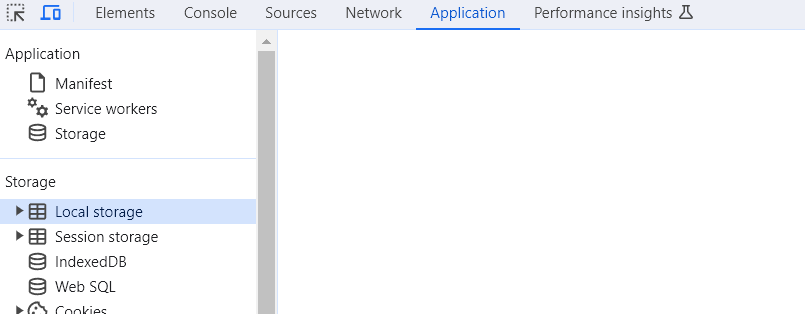 Elements Console Sources Network Application Performance insights
Application
Manifest
Service workers
Storage
Storage
Local storage
Session storage
IndexedDB
Web SQL
Cookies